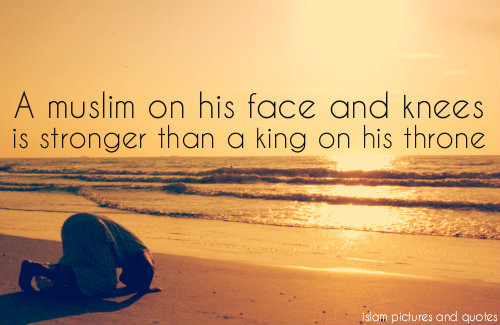 A muslim on his face and knees
is stronger than a king on his throne
islam pictures and quotes